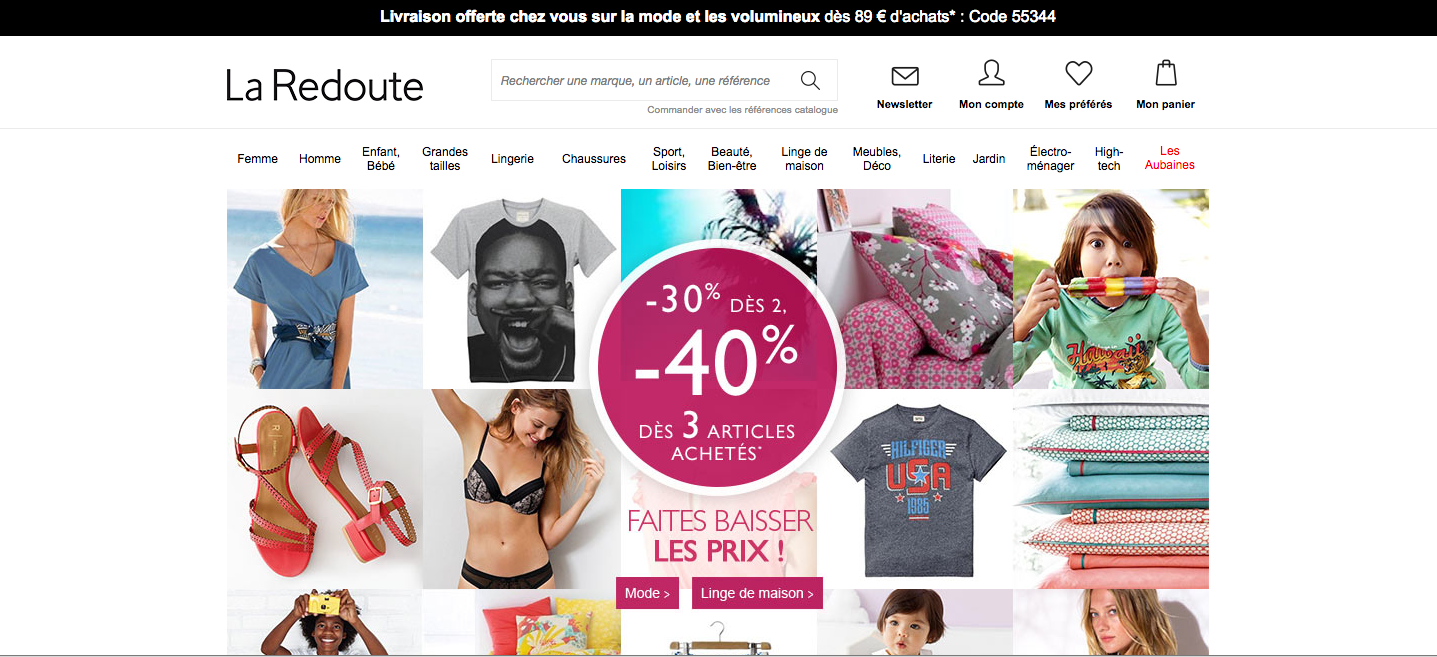 Livraison offerte chez vous sur la mode et les volumineux dès 89 € d'achats* : Code 55344
La Redoute
Rechercher une marque, un article, une référence
Commander avec les références catalogue
Newsletter
Mon compte
Mes préférés
Mon panier
Femme
Homme
Enfant,
Bébé
Grandes
tailles
Lingerie
Chaussures
Sport,
Loisirs
Beauté,
Bien-être
Linge de
maison
Meubles,
Déco
Literie
Jardin
Électro-
ménager
High-
tech
Les
Aubaines
-30% DÈS 2,
-40%
DÈS 3 ARTICLES
ACHETÉS*
Hawaii
HILFIGER
USA
1985
FAITES BAISSER
LES PRIX !
Mode >
Linge de maison >